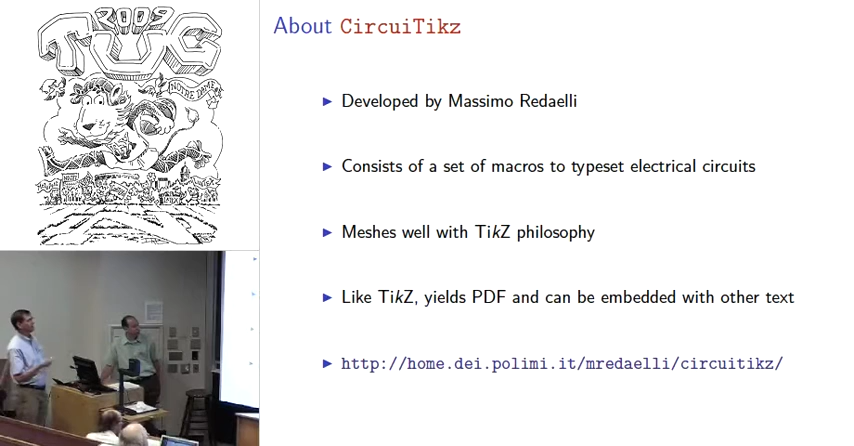 2009
TUG
NOTRE DAME
About CircuiTikz
Developed by Massimo Redaelli
Consists of a set of macros to typeset electrical circuits
Meshes well with TikZ philosophy
Like TikZ, yields PDF and can be embedded with other text
http://home.dei.polimi.it/mredaelli/circuitikz/